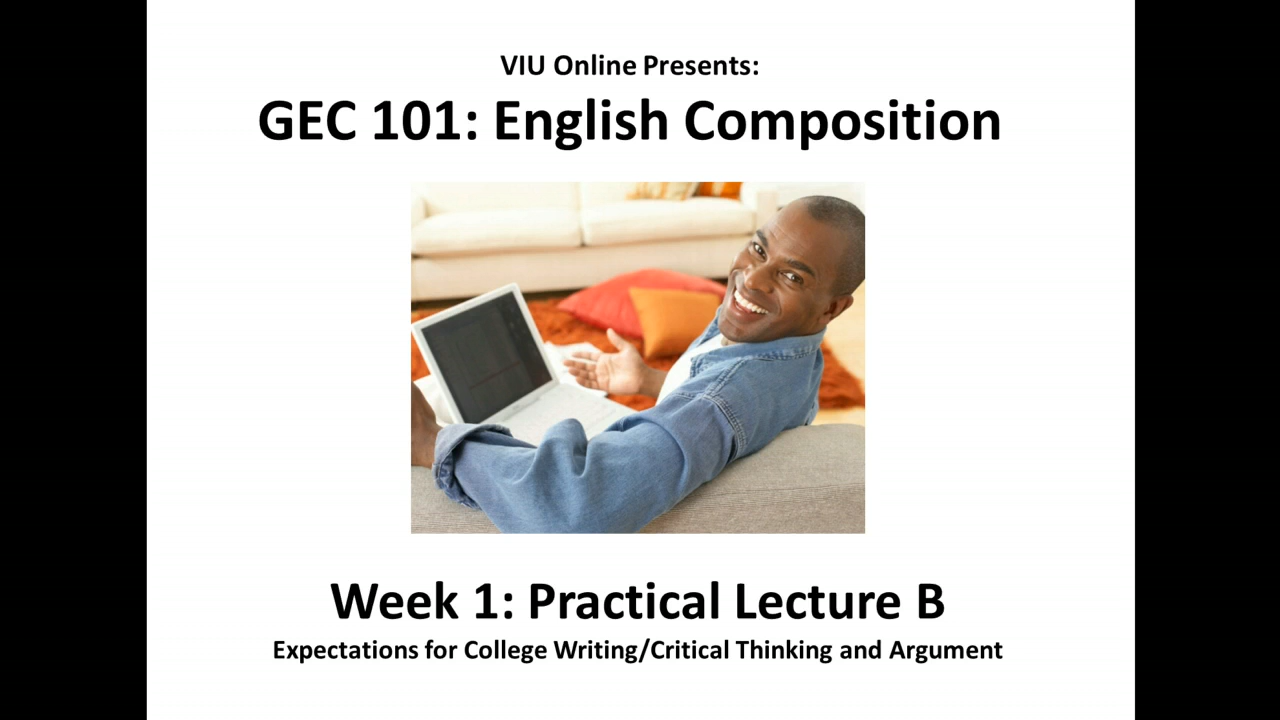 VIU Online Presents:
GEC 101: English Composition
Week 1: Practical Lecture B
Expectations for College Writing/Critical Thinking and Argument